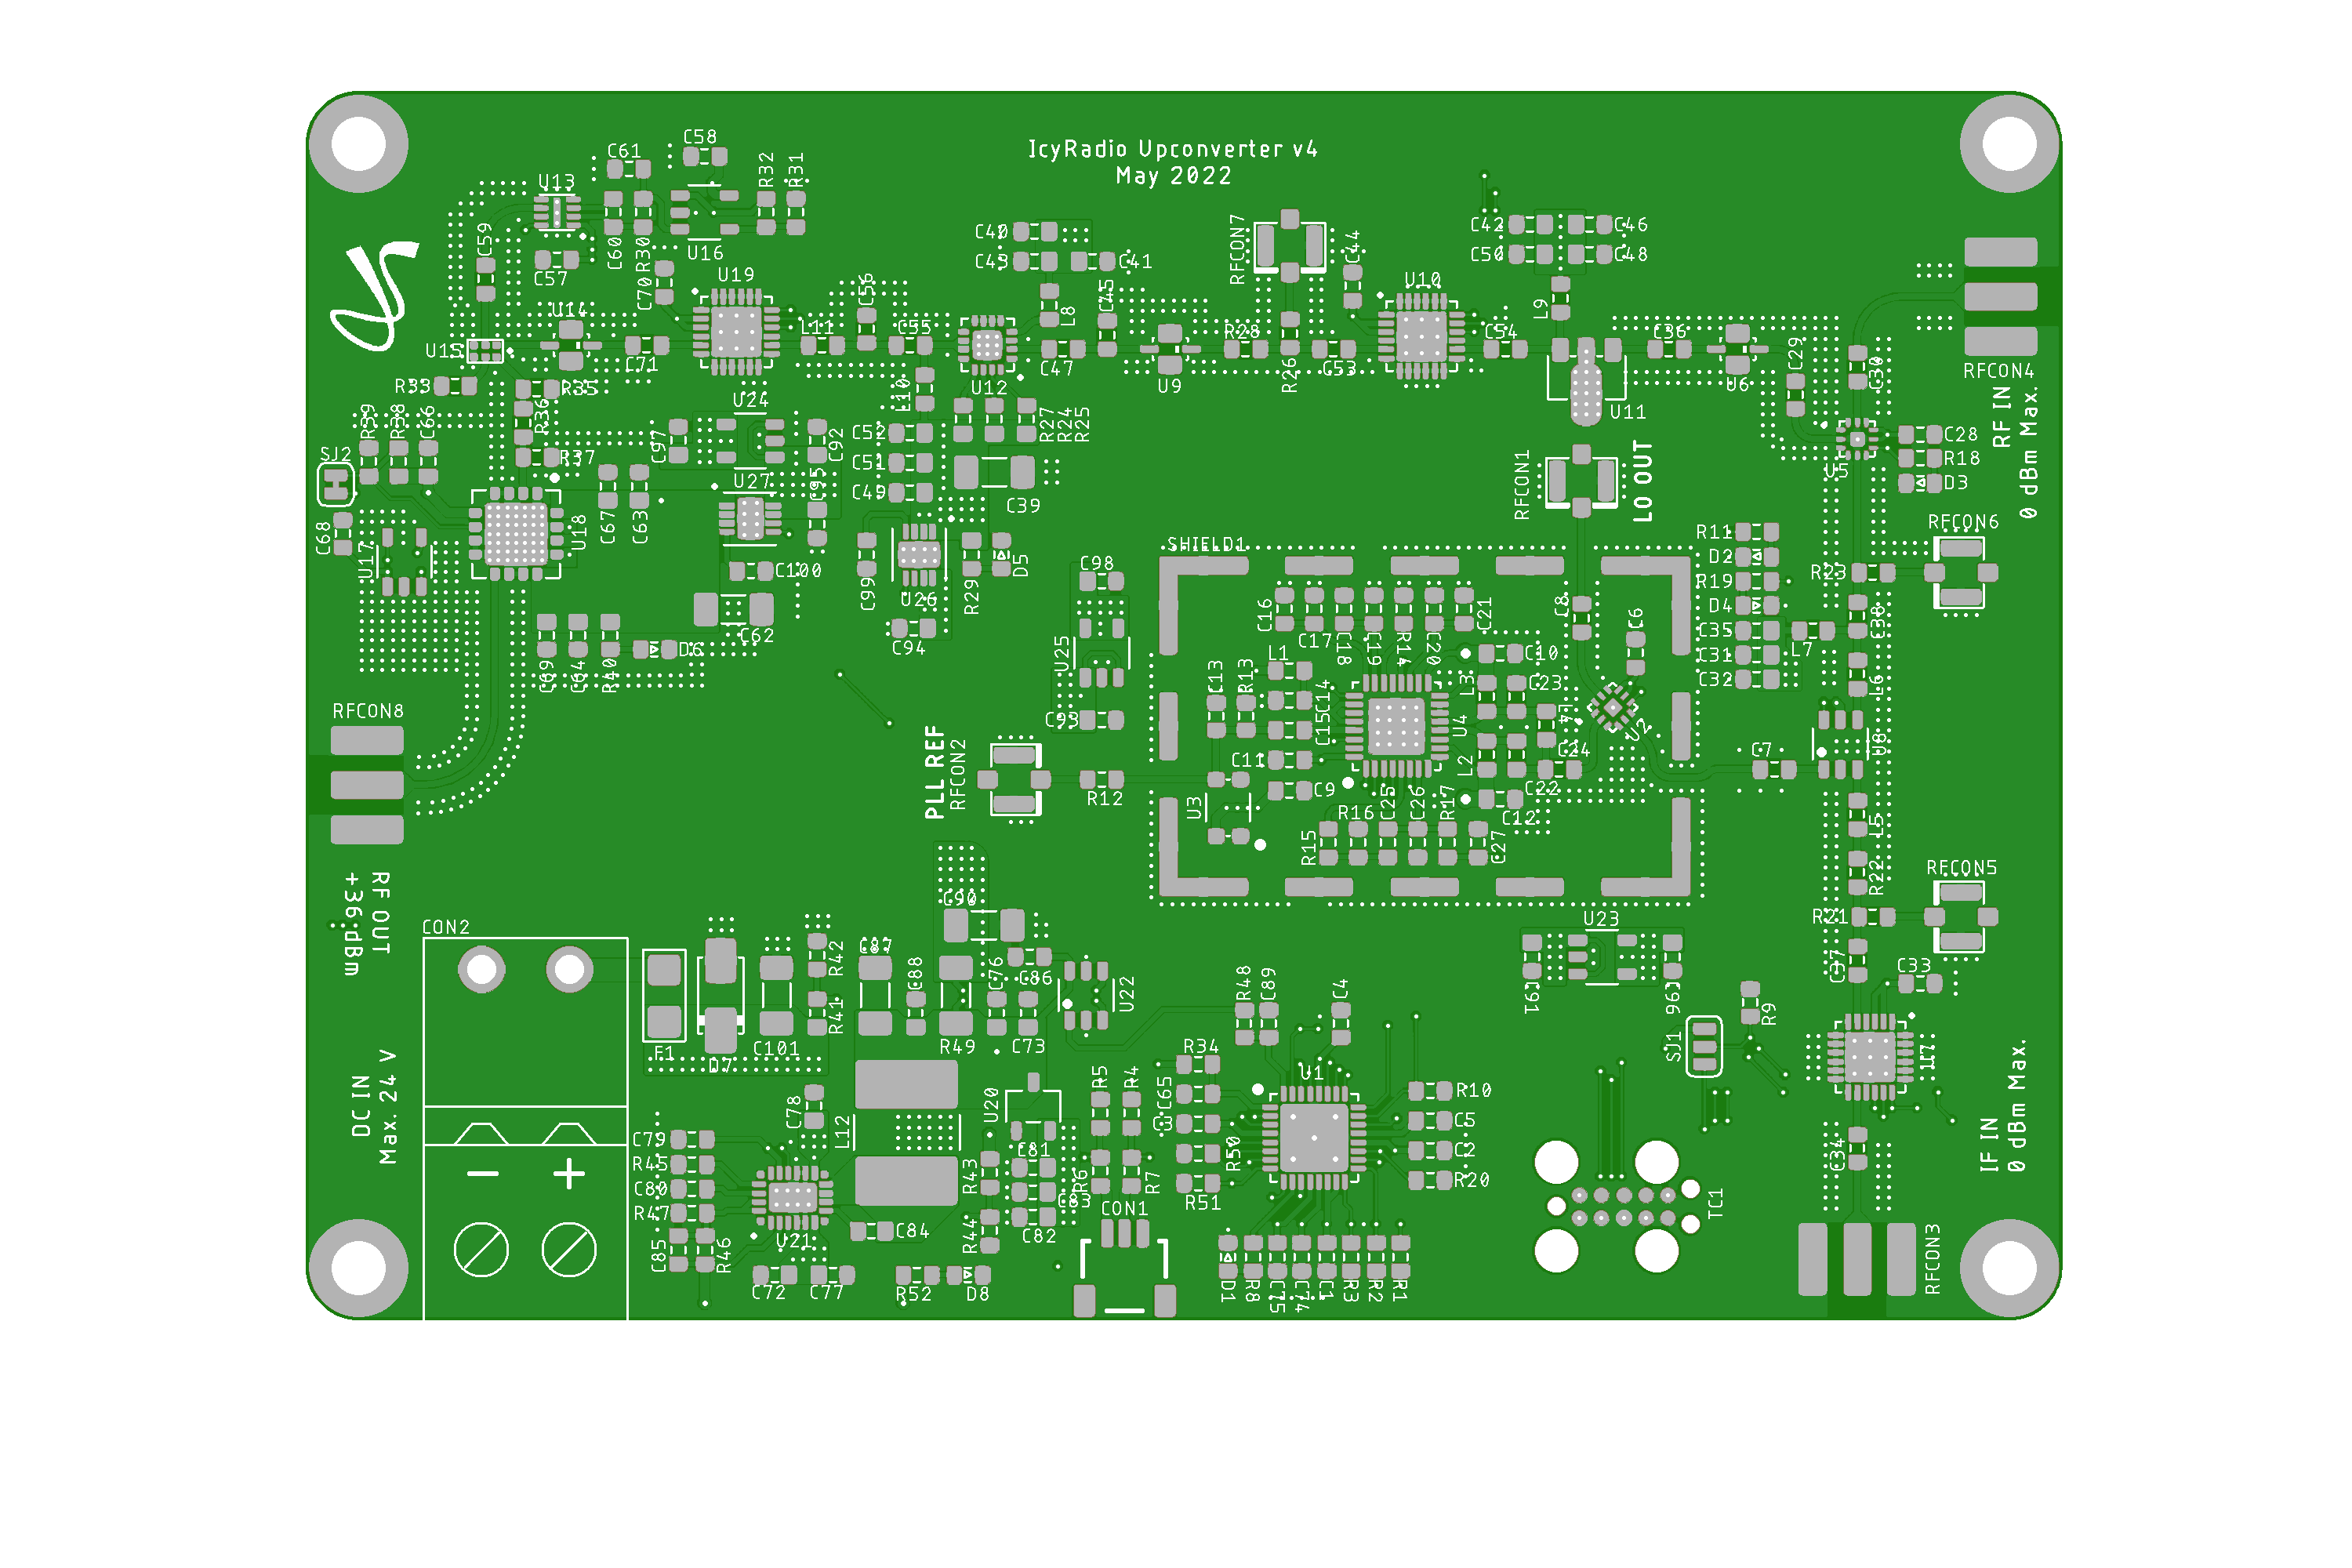 IcyRadio Upconverter v4
May 2022
C58
C61
R32
R31
U13
C59
C57
C60
R30
U16
C70
U19
C56
C40
C43
C41
RFCON7
C44
U10
C42
C46
C50
C48
L9
U14
U15
C71
L11
C55
L8
C45
C47
U12
U9
R28
R26
C53
C54
C36
U6
C29
C30
RFCON4
RF IN
0 dBm Max.
R33
R35
R36
R37
R39
R38
C66
SJ2
U24
C97
C92
L10
C52
C51
C49
R27
R24
R25
C39
U11
RFCON1
LO OUT
U5
C28
R18
D3
C68
U17
U18
C67
C63
U27
C95
C100
C62
C99
U26
R29
D5
C94
C98
U25
C93
SHIELD1
R11
D2
R19
D4
C35
C31
C32
L7
R23
RFCON6
C38
L6
C69
C64
R40
D6
C16
C17
C18
C19
R14
C20
C21
C8
C6
L1
C13
R13
C14
C15
C11
C9
U4
L3
C10
C23
L4
U2
L2
C24
C22
C12
C7
U8
RFCON8
PLL REF
RFCON2
R12
U3
R15
R16
C25
C26
R17
C27
L5
R22
RFCON5
R21
C37
C33
RF OUT
+36 dBm
CON2
C90
C86
F1
D7
C101
R42
R41
C87
C88
R49
C76
C73
U22
R48
C89
C4
U23
C91
C96
SJ1
R9
U7
IF IN
0 dBm Max.
DC IN
Max. 24 V
C78
L12
U20
R5
R4
R34
C65
C3
R50
R51
U1
R10
C5
C2
R20
C79
R45
C80
R47
C85
R46
U21
C84
C72
C77
R43
R44
C81
C83
C82
R6
R7
CON1
R52
D8
D1
R8
C75
C74
C1
R3
R2
R1
TC1
C34
RFCON3